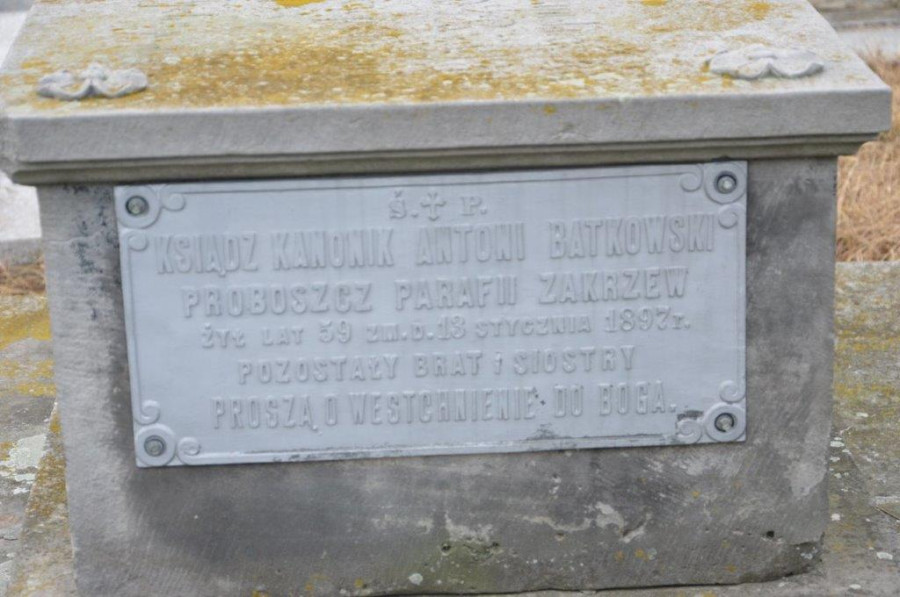 Ś. † P.
KSIĄDZ KANONIK ANTONI BATKOWSKI
PROBOSZCZ PARAFII ZAKRZEW
ŻYŁ LAT 59 ZM. D. 13 STYCZNIA 1897 r.
POZOSTAŁY BRAT i SIOSTRY
PROSZĄ O WESTCHNIENIE DO BOGA.